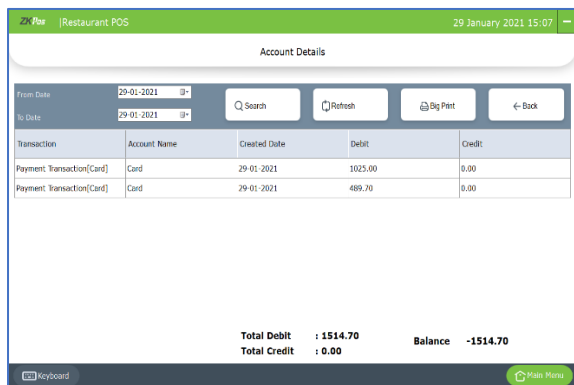 ZKPos |Restaurant POS 29 January 2021 15:07
Account Details
From Date 29-01-2021
To Date 29-01-2021
Search Refresh Big Print Back
Transaction Account Name Created Date Debit Credit
Payment Transaction[Card] Card 29-01-2021 1025.00 0.00
Payment Transaction[Card] Card 29-01-2021 489.70 0.00
Total Debit : 1514.70
Total Credit : 0.00
Balance -1514.70
Keyboard Main Menu